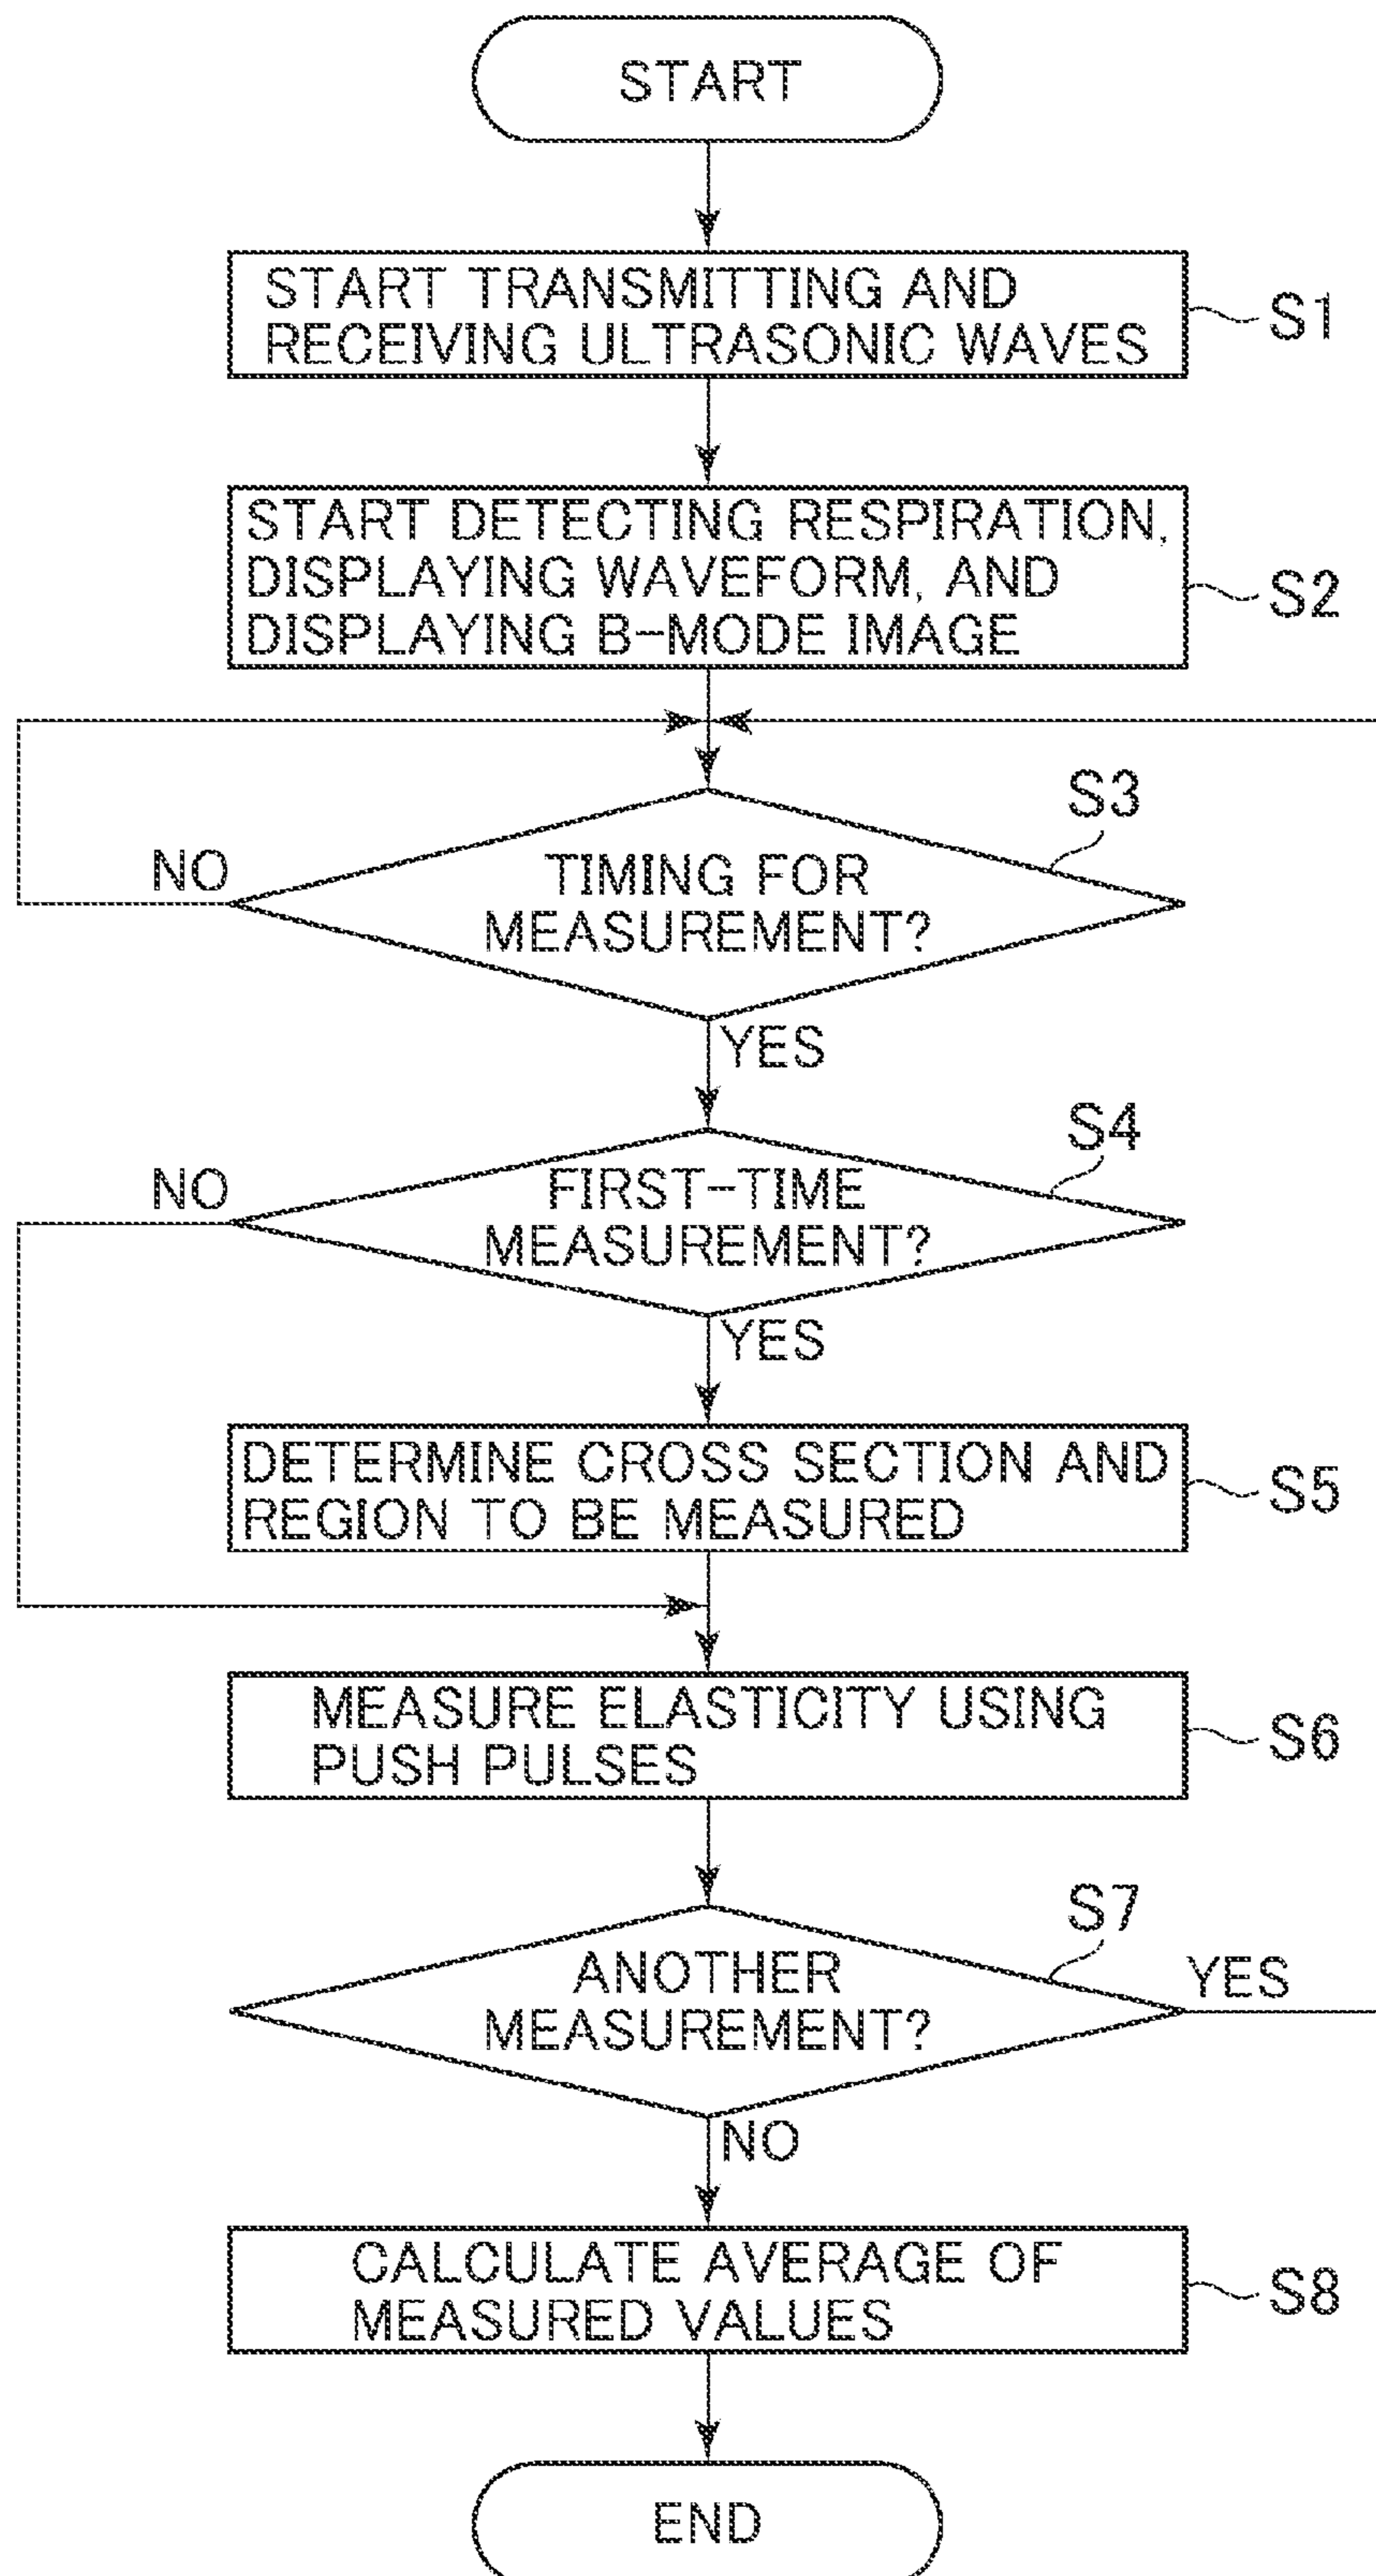 START
START TRANSMITTING AND
RECEIVING ULTRASONIC WAVES
S1
START DETECTING RESPIRATION,
DISPLAYING WAVEFORM, AND
DISPLAYING B-MODE IMAGE
S2
S3
NO
TIMING FOR
MEASUREMENT?
YES
S4
NO
FIRST-TIME
MEASUREMENT?
YES
DETERMINE CROSS SECTION AND
REGION TO BE MEASURED
S5
MEASURE ELASTICITY USING
PUSH PULSES
S6
S7
YES
ANOTHER
MEASUREMENT?
NO
CALCULATE AVERAGE OF
MEASURED VALUES
S8
END